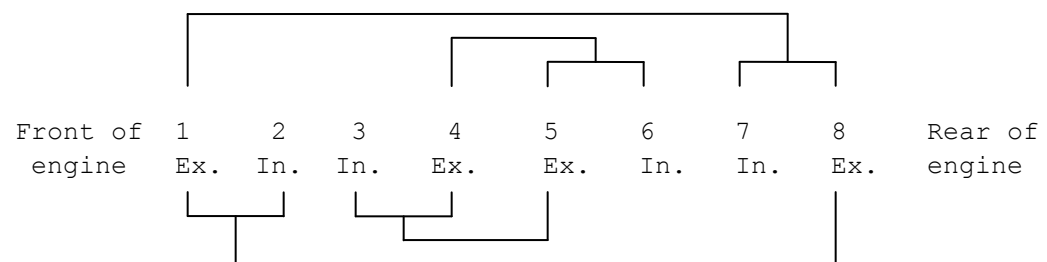 Front of 1 2 3 4 5 6 7 8 Rear of
engine Ex. In. In. Ex. Ex. In. In. Ex. engine